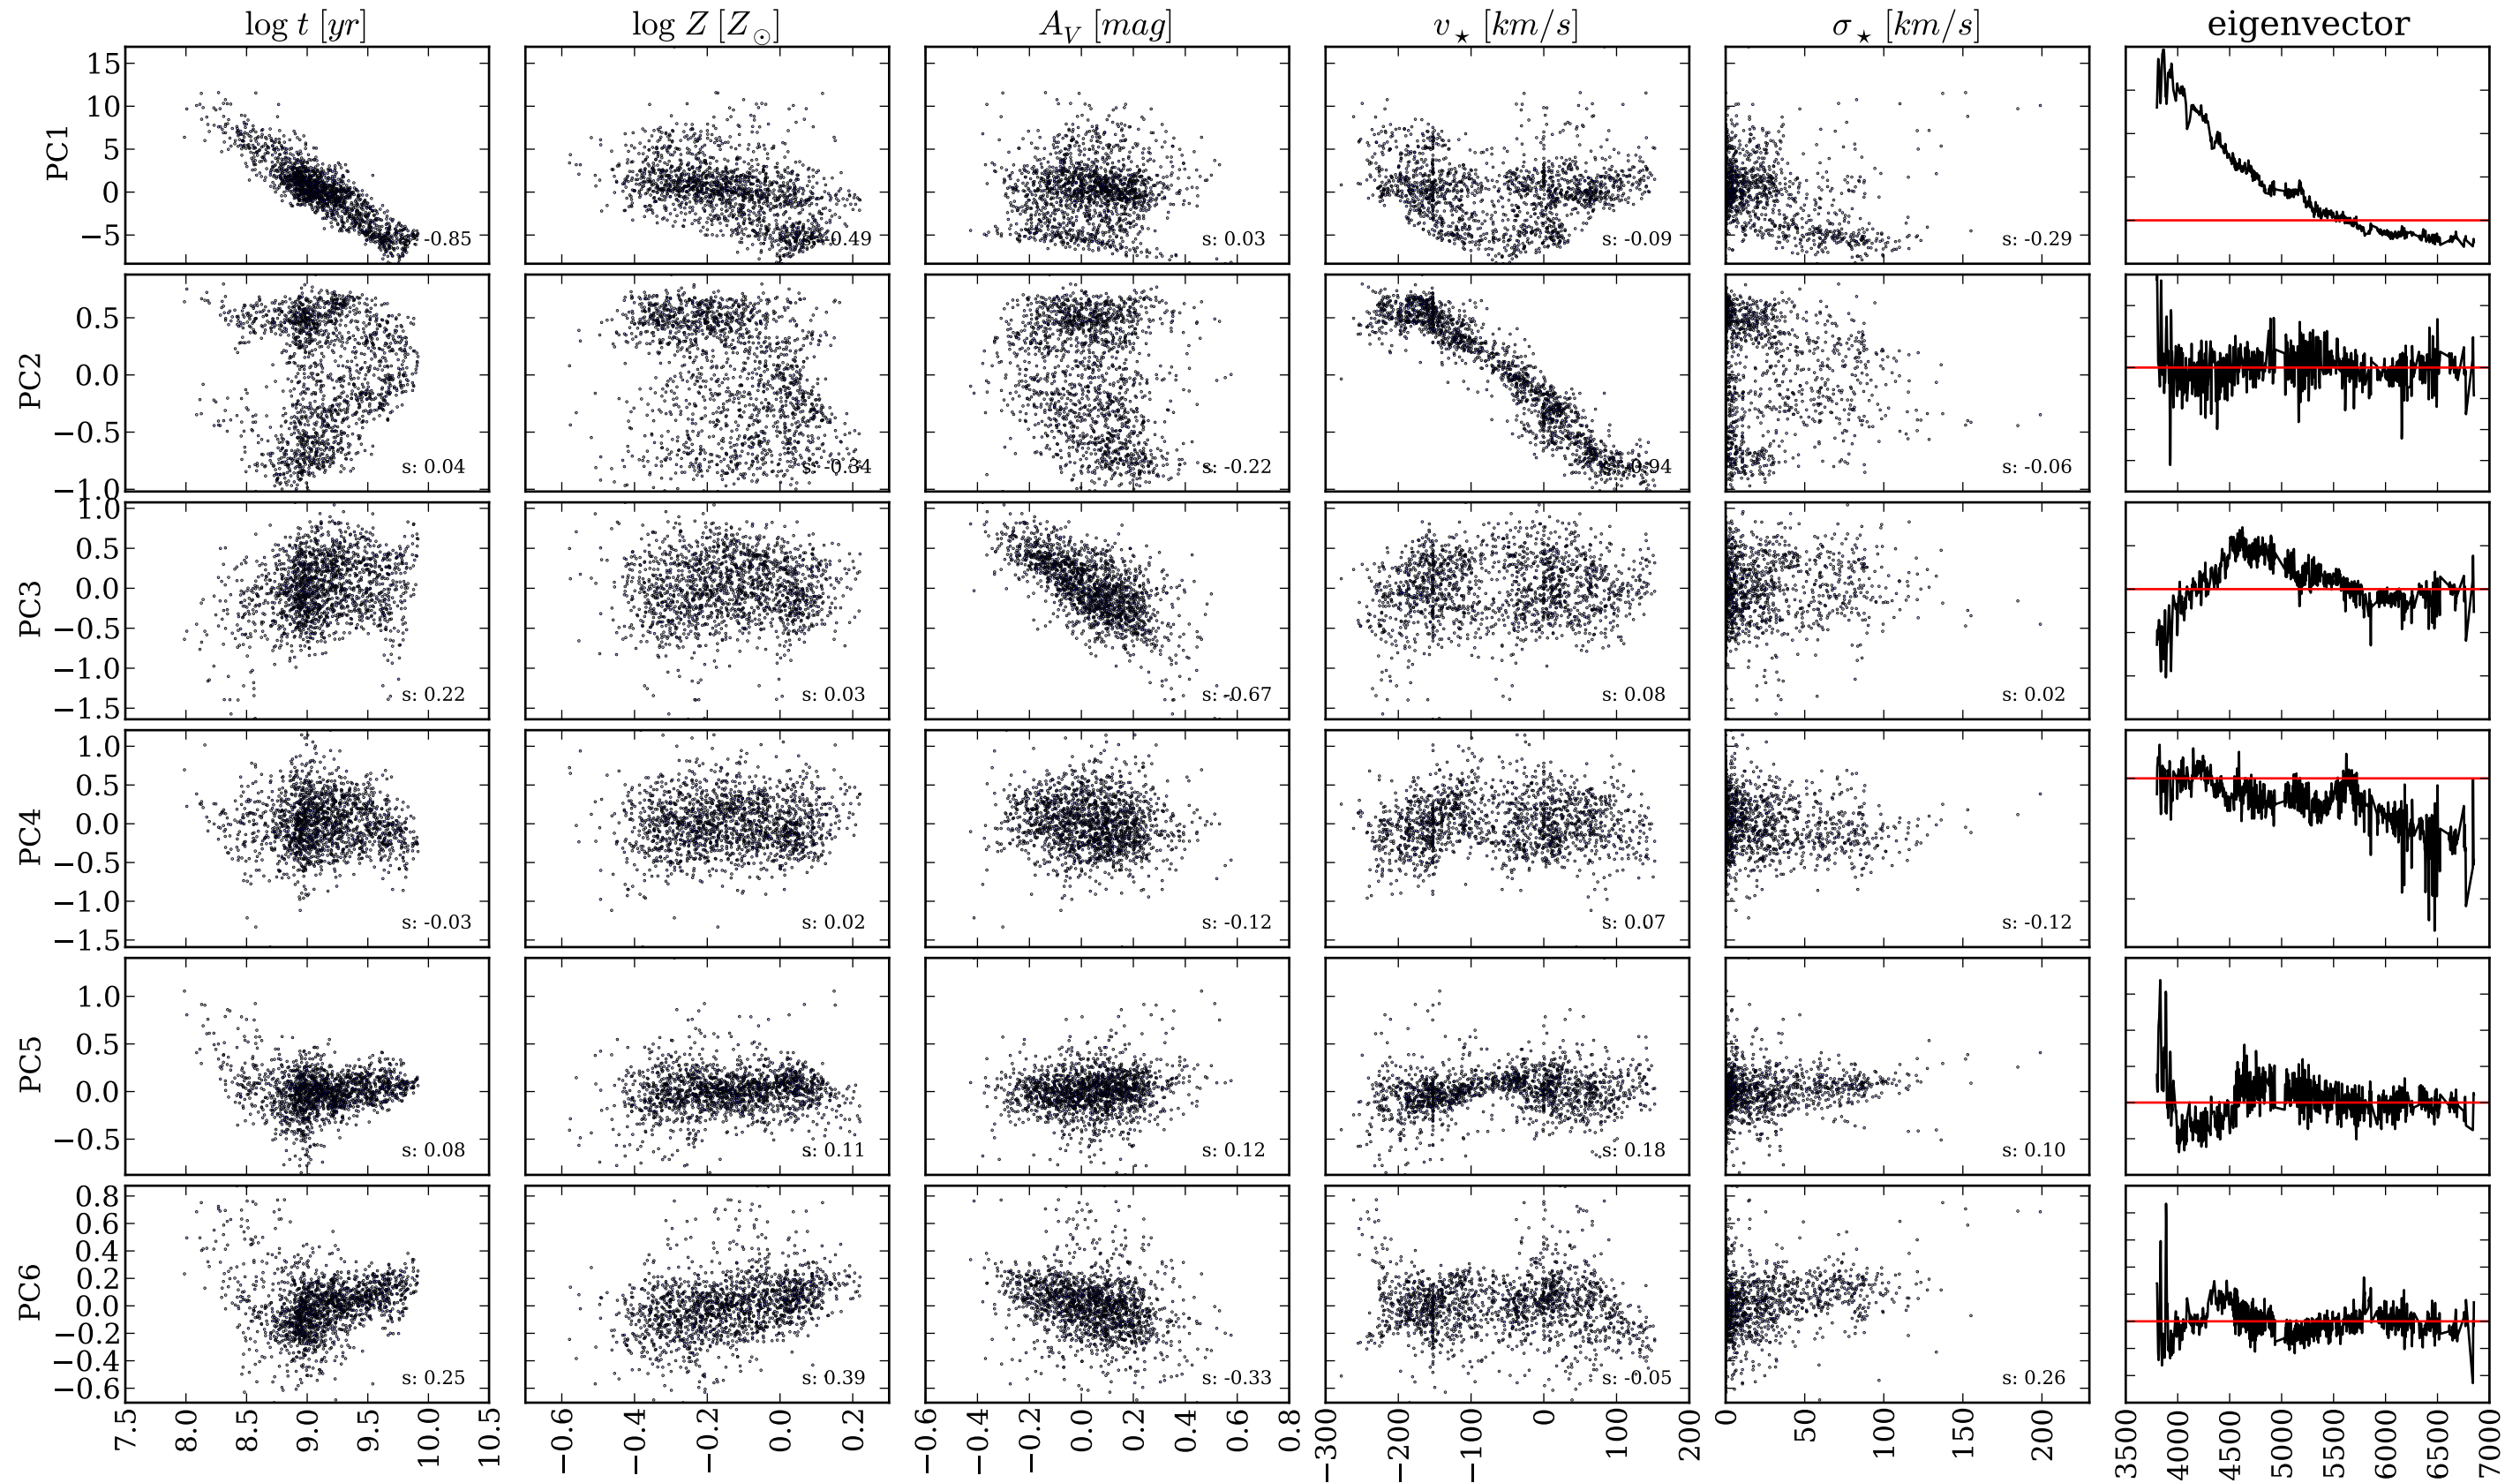 log t [yr] log Z [Z⊙] A_V [mag] v⋆ [km/s] σ⋆ [km/s] eigenvector
PC1
15
10
5
0
−5
s: -0.85 s: -0.49 s: 0.03 s: -0.09 s: -0.29
PC2
0.5
0.0
−0.5
−1.0
s: 0.04 s: -0.34 s: -0.22 s: -0.94 s: -0.06
PC3
1.0
0.5
0.0
−0.5
−1.0
−1.5
s: 0.22 s: 0.03 s: -0.67 s: 0.08 s: 0.02
PC4
1.0
0.5
0.0
−0.5
−1.0
−1.5
s: -0.03 s: 0.02 s: -0.12 s: 0.07 s: -0.12
PC5
1.0
0.5
0.0
−0.5
s: 0.08 s: 0.11 s: 0.12 s: 0.18 s: 0.10
PC6
0.8
0.6
0.4
0.2
0.0
−0.2
−0.4
−0.6
s: 0.25 s: 0.39 s: -0.33 s: -0.05 s: 0.26
7.5 8.0 8.5 9.0 9.5 10.0 10.5 −0.6 −0.4 −0.2 0.0 0.2 −0.6 −0.4 −0.2 0.0 0.2 0.4 0.6 0.8 −300 −200 −100 0 100 200 0 50 100 150 200 3500 4000 4500 5000 5500 6000 6500 7000